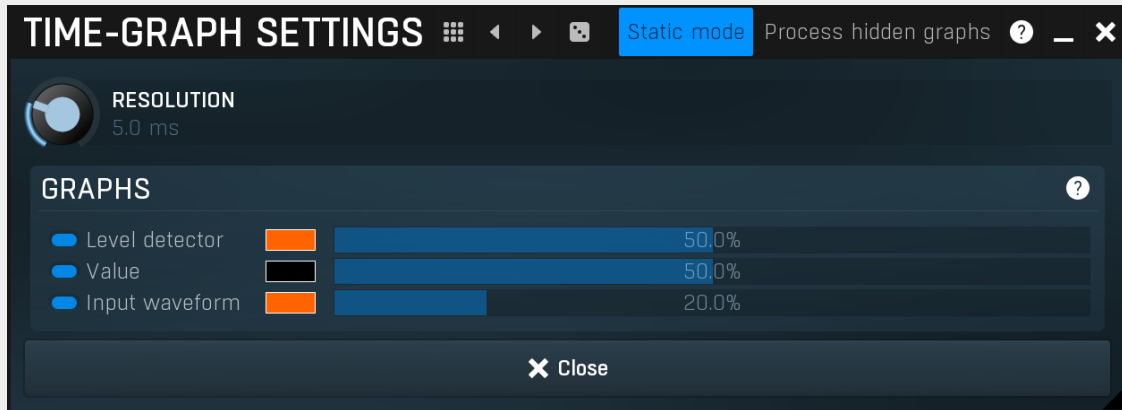 TIME-GRAPH SETTINGS Static mode Process hidden graphs ?
RESOLUTION
5.0 ms
GRAPHS ?
Level detector 50.0%
Value 50.0%
Input waveform 20.0%
Close